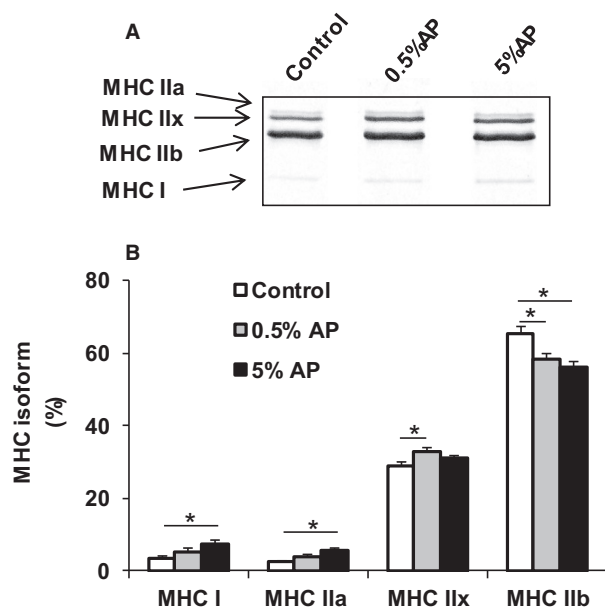 A
Control
0.5%AP
5%AP
MHC IIa
MHC IIx
MHC IIb
MHC I
B
MHC isoform
(%)
80
60
40
20
0
Control
0.5% AP
5% AP
*
*
*
*
*
MHC I
MHC IIa
MHC IIx
MHC IIb